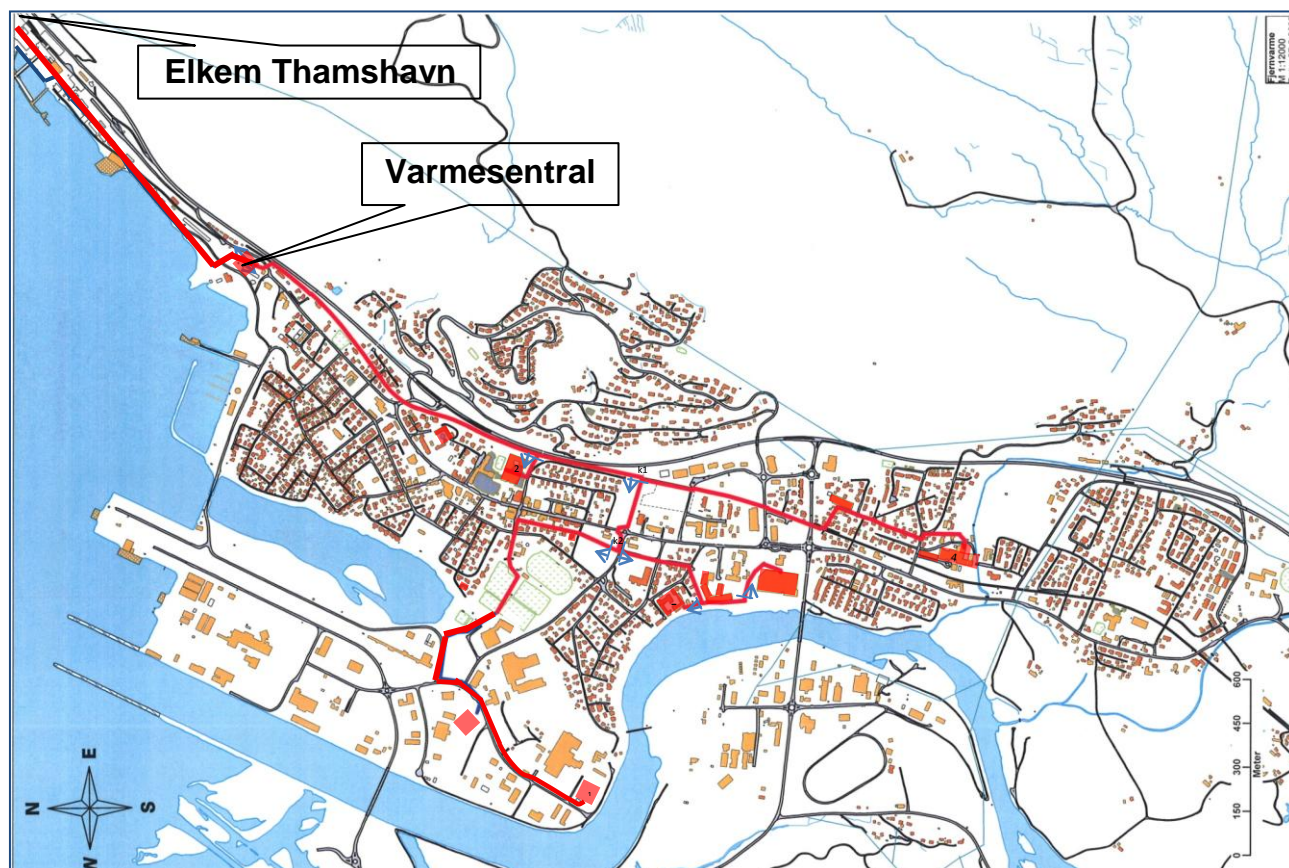 Elkem Thamshavn
Fjernvarme
M 1:12000
Varmesentral
2
k1
k2
4
1
E
N
S
W
600
450
300
150
0
Meter